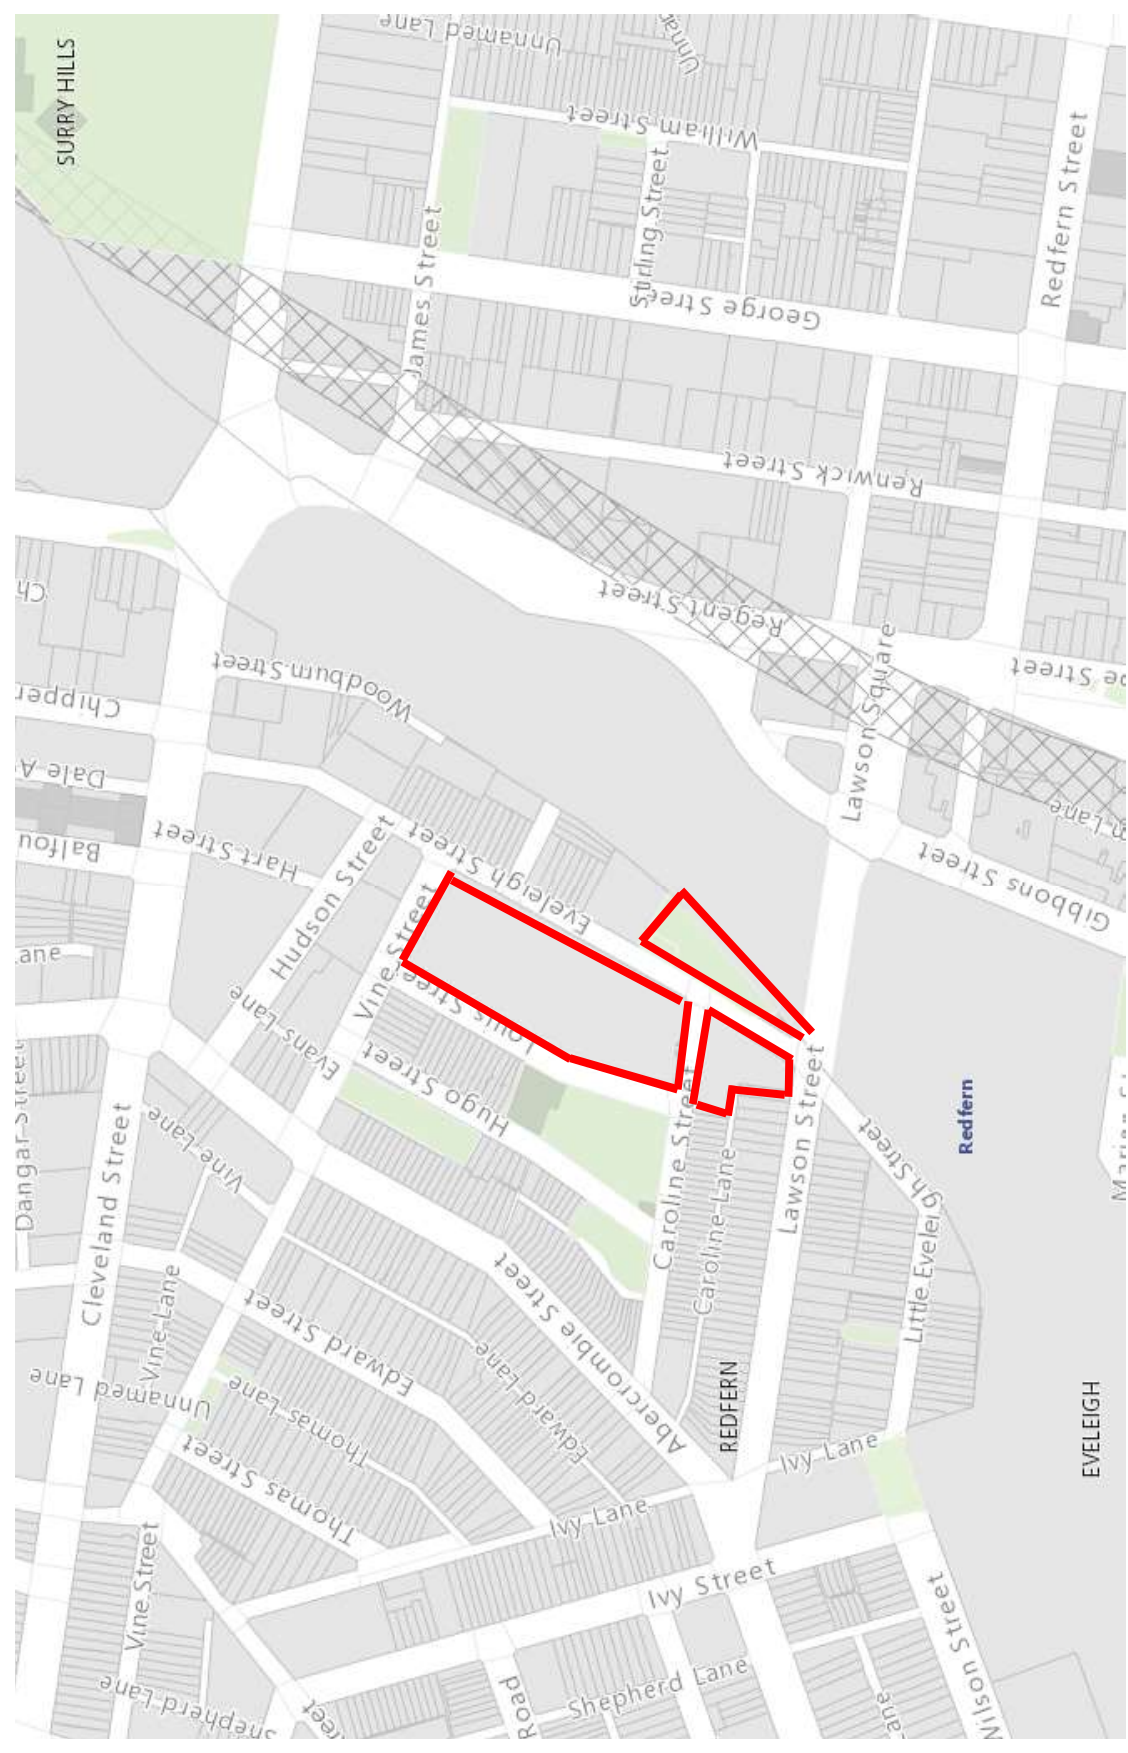 SURRY HILLS
Unnamed Lane
William Street
Redfern Street
Stirling Street
James Street
George Street
Renwick Street
Regent Street
Woodburn Street
Lawson Square
Chipper
Dale A
Balfou
Hart Street
Hudson Street
Eveleigh Street
Gibbons Street
Vine Street
Louis Street
Evans Lane
Hugo Street
Dangar Street
Cleveland Street
Vine Lane
Caroline Street
Caroline Lane
Lawson Street
Little Eveleigh Street
Redfern
Vine Lane
Edward Street
Abercrombie Street
Edward Lane
Unnamed Lane
Thomas Lane
Thomas Street
REDFERN
EVELEIGH
Ivy Lane
Ivy Lane
Ivy Street
Vine Street
Wilson Street
Shepherd Lane
Shepherd Lane
Road